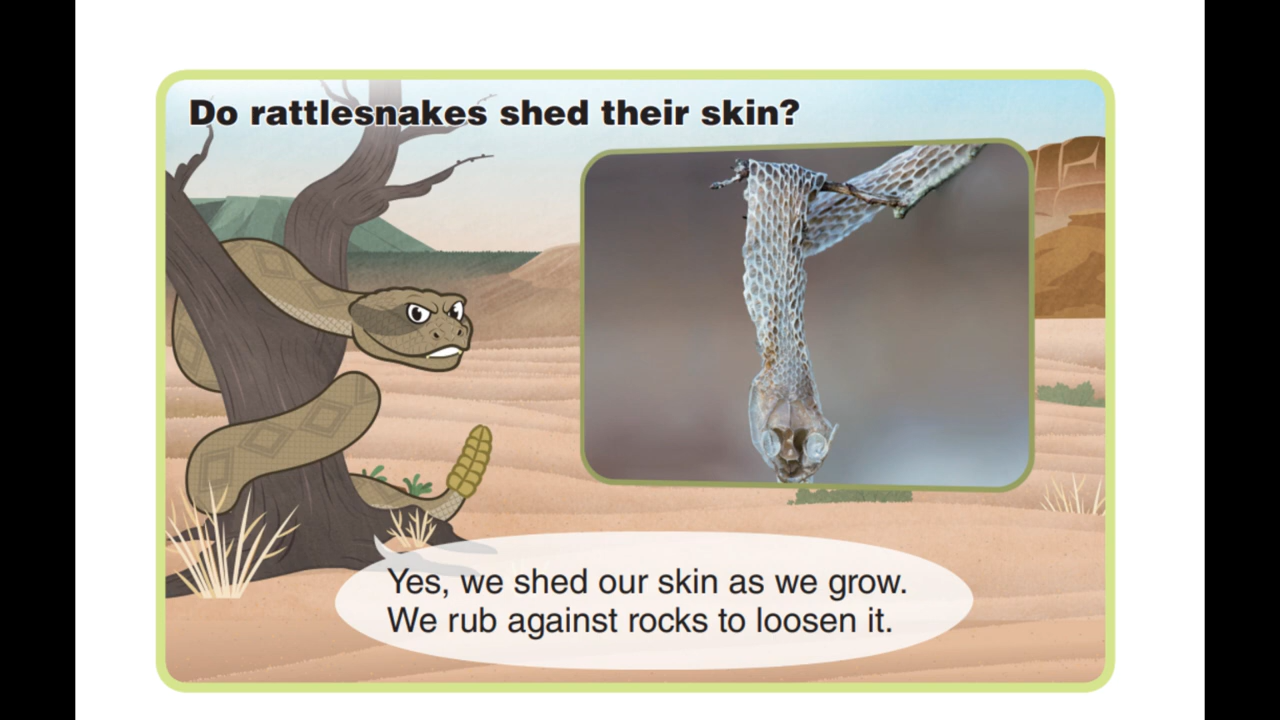 Do rattlesnakes shed their skin?
Yes, we shed our skin as we grow.
We rub against rocks to loosen it.